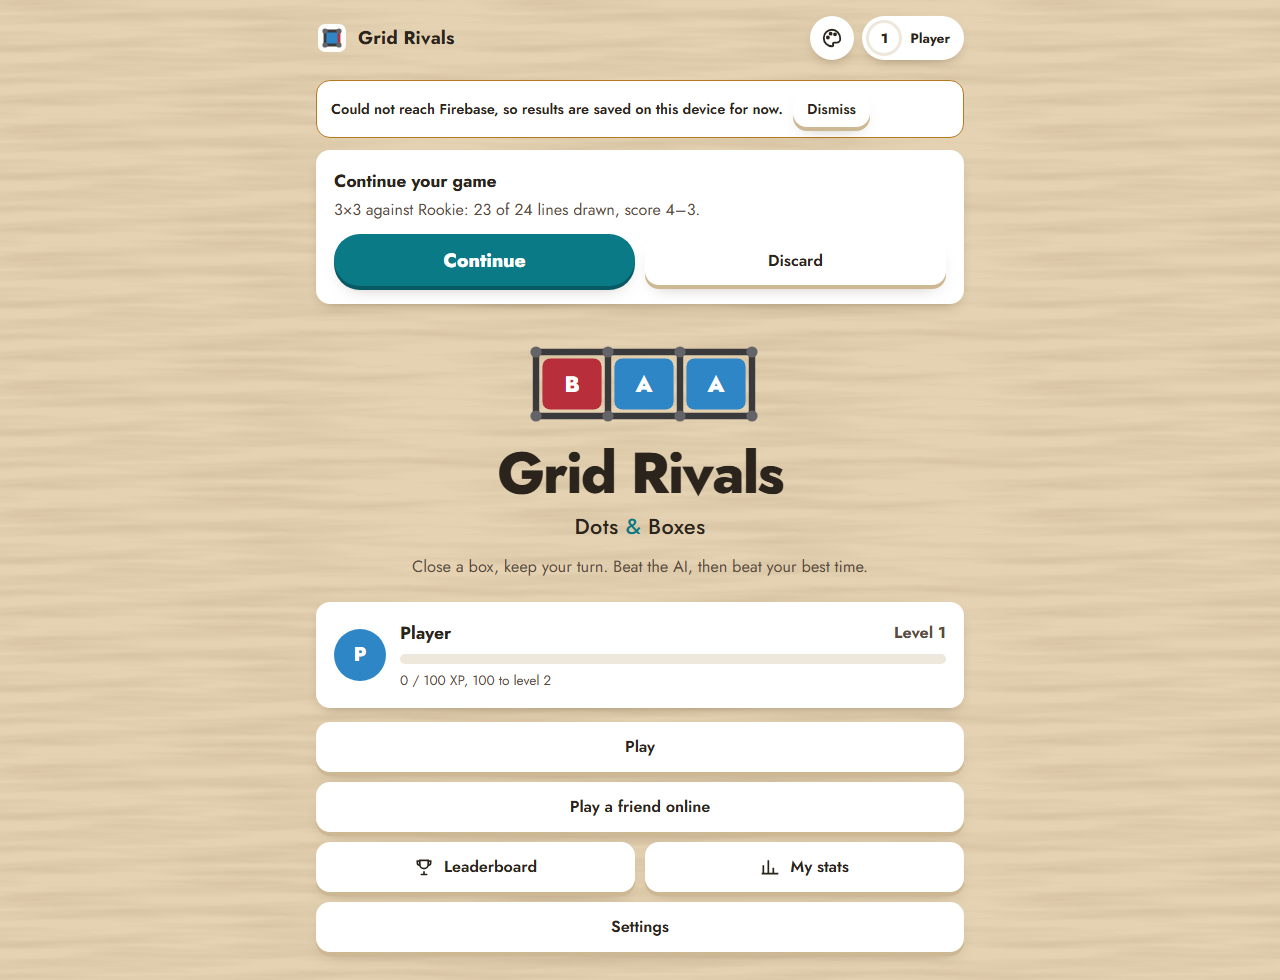 Grid Rivals
1 Player
Could not reach Firebase, so results are saved on this device for now. Dismiss
Continue your game
3×3 against Rookie: 23 of 24 lines drawn, score 4–3.
Continue Discard
B A A
Grid Rivals
Dots & Boxes
Close a box, keep your turn. Beat the AI, then beat your best time.
P
Player Level 1
0 / 100 XP, 100 to level 2
Play
Play a friend online
Leaderboard My stats
Settings